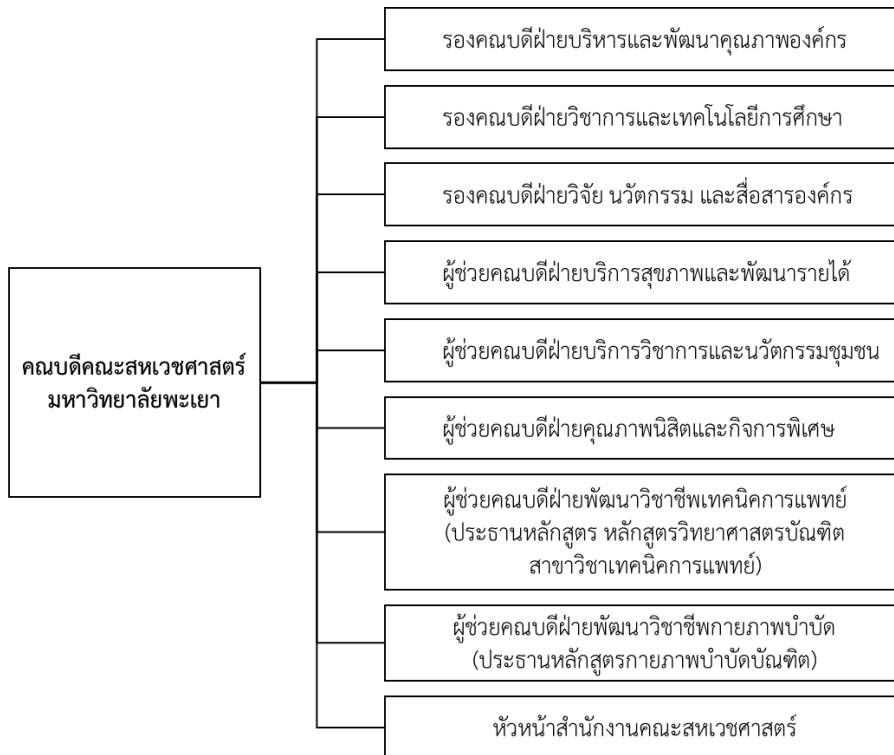 คณบดีคณะสหเวชศาสตร์
มหาวิทยาลัยพะเยา
รองคณบดีฝ่ายบริหารและพัฒนาคุณภาพองค์กร
รองคณบดีฝ่ายวิชาการและเทคโนโลยีการศึกษา
รองคณบดีฝ่ายวิจัย นวัตกรรม และสื่อสารองค์กร
ผู้ช่วยคณบดีฝ่ายบริการสุขภาพและพัฒนารายได้
ผู้ช่วยคณบดีฝ่ายบริการวิชาการและนวัตกรรมชุมชน
ผู้ช่วยคณบดีฝ่ายคุณภาพนิสิตและกิจการพิเศษ
ผู้ช่วยคณบดีฝ่ายพัฒนาวิชาชีพเทคนิคการแพทย์
(ประธานหลักสูตร หลักสูตรวิทยาศาสตรบัณฑิต
สาขาวิชาเทคนิคการแพทย์)
ผู้ช่วยคณบดีฝ่ายพัฒนาวิชาชีพกายภาพบำบัด
(ประธานหลักสูตรกายภาพบำบัดบัณฑิต)
หัวหน้าสำนักงานคณะสหเวชศาสตร์